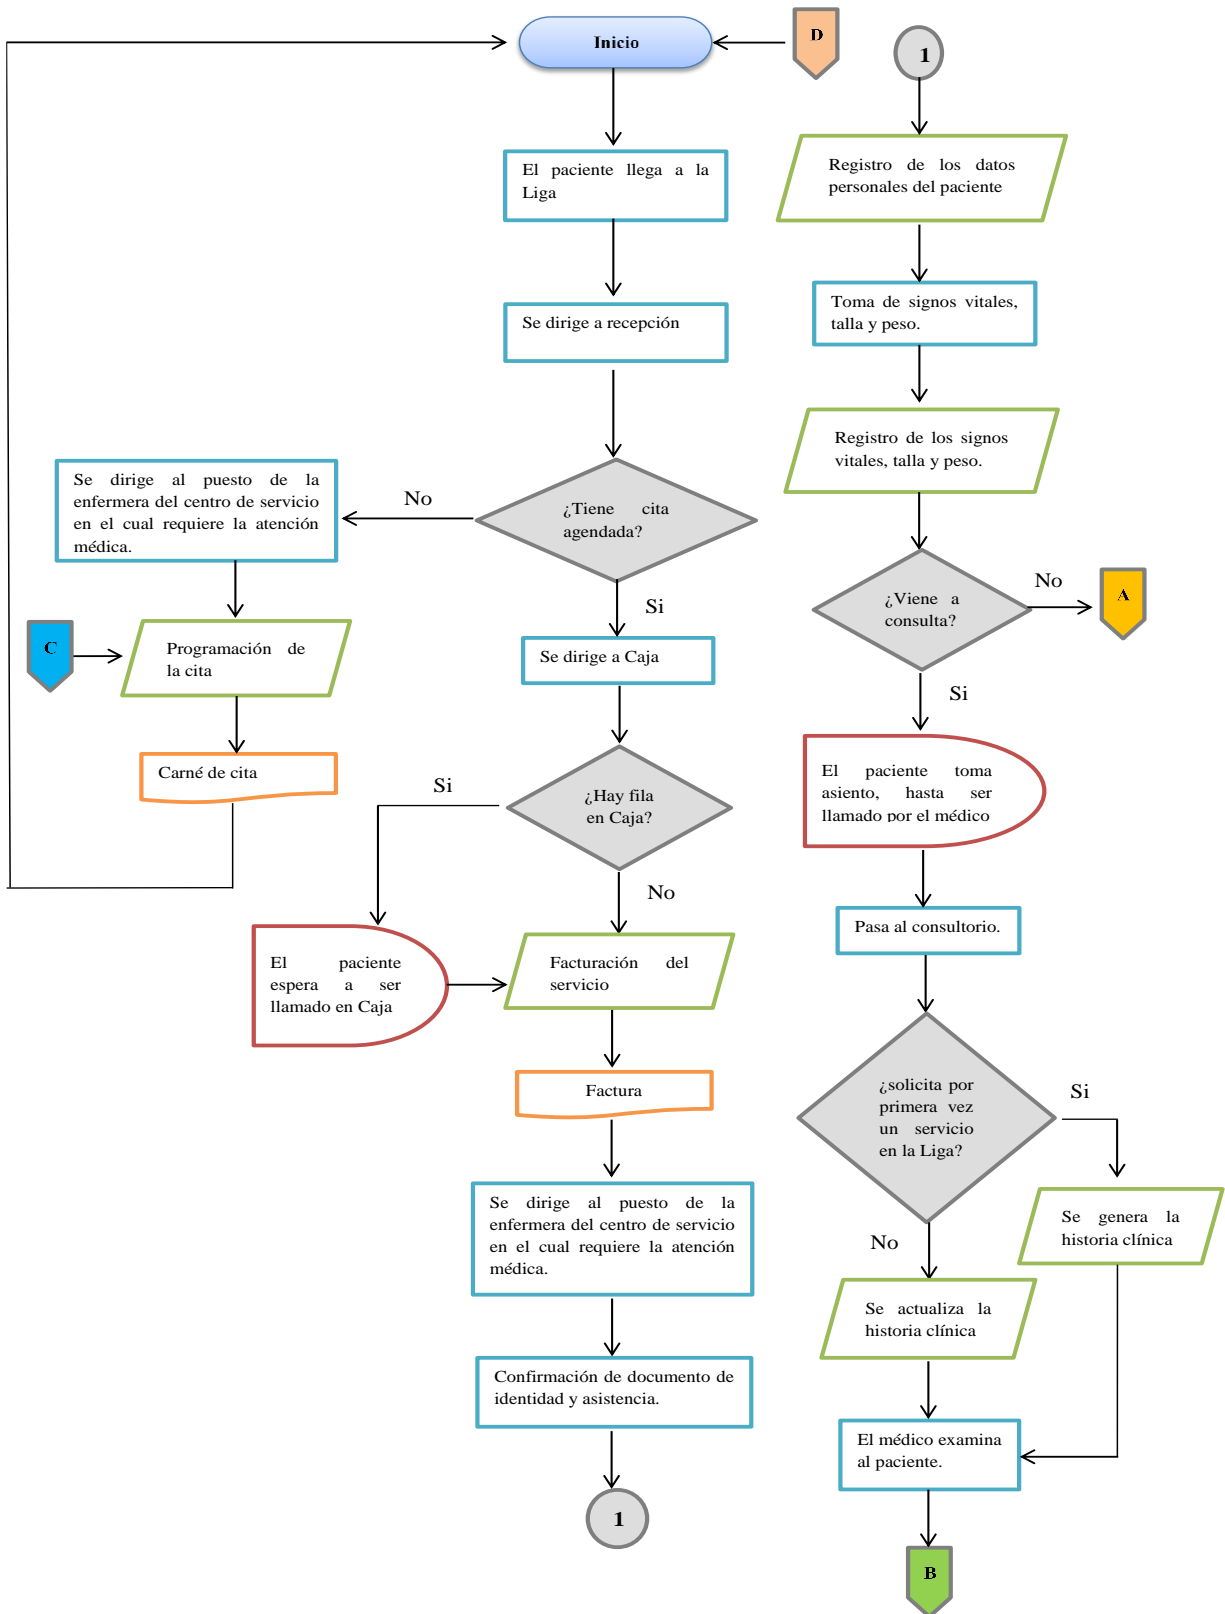 Inicio
D
El paciente llega a la
Liga
Se dirige a recepción
¿Tiene cita
agendada?
No
Se dirige al puesto de la
enfermera del centro de servicio
en el cual requiere la atención
médica.
C
Programación de
la cita
Carné de cita
Si
Se dirige a Caja
¿Hay fila
en Caja?
Si
El paciente
espera a ser
llamado en Caja
No
Facturación del
servicio
Factura
Se dirige al puesto de la
enfermera del centro de servicio
en el cual requiere la atención
médica.
Confirmación de documento de
identidad y asistencia.
1
1
Registro de los datos
personales del paciente
Toma de signos vitales,
talla y peso.
Registro de los signos
vitales, talla y peso.
¿Viene a
consulta?
No
A
Si
El paciente toma
asiento, hasta ser
llamado por el médico
Pasa al consultorio.
¿solicita por
primera vez
un servicio
en la Liga?
Si
Se genera la
historia clínica
No
Se actualiza la
historia clínica
El médico examina
al paciente.
B